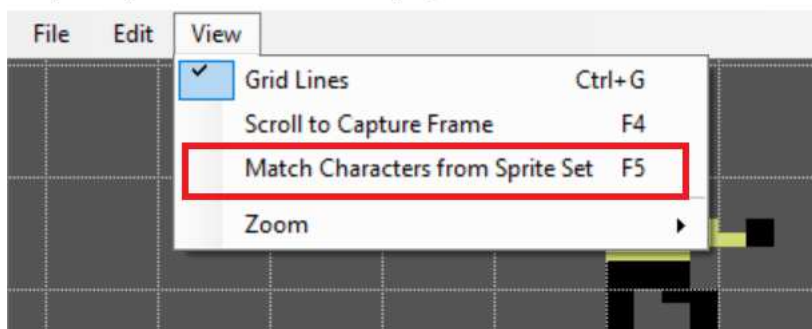 File Edit View
Grid Lines Ctrl+G
Scroll to Capture Frame F4
Match Characters from Sprite Set F5
Zoom